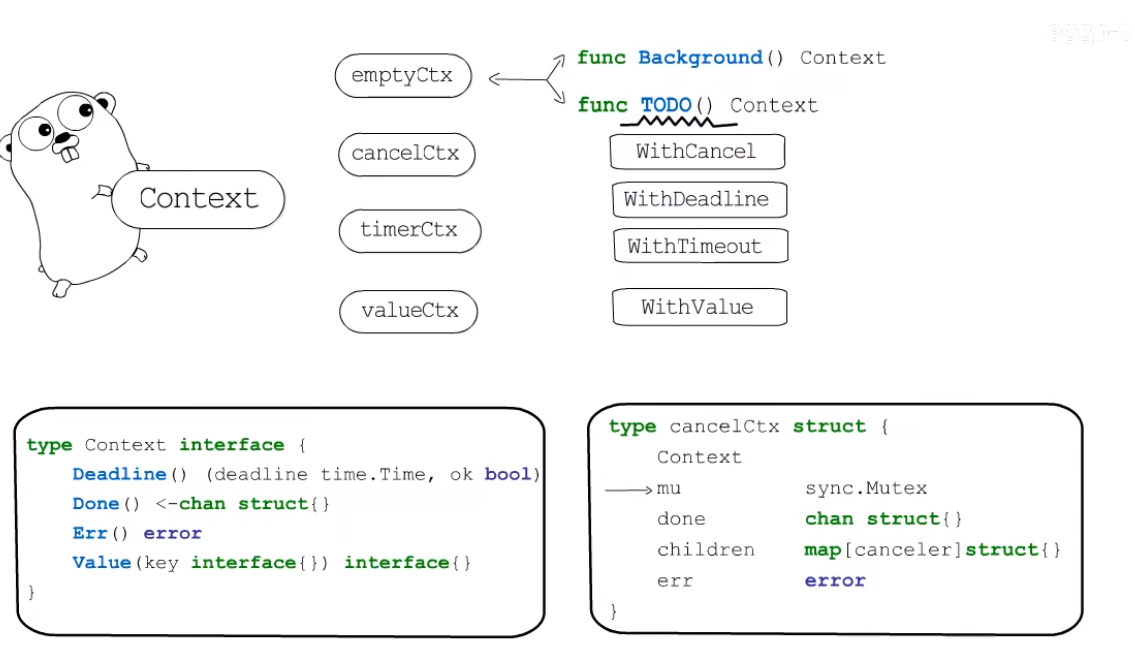 emptyCtx
func Background() Context
func TODO() Context
cancelCtx
WithCancel
WithDeadline
Context
timerCtx
WithTimeout
valueCtx
WithValue
type Context interface {
Deadline() (deadline time.Time, ok bool)
Done() <-chan struct{}
Err() error
Value(key interface{}) interface{}
}
type cancelCtx struct {
Context
mu sync.Mutex
done chan struct{}
children map[canceler]struct{}
err error
}